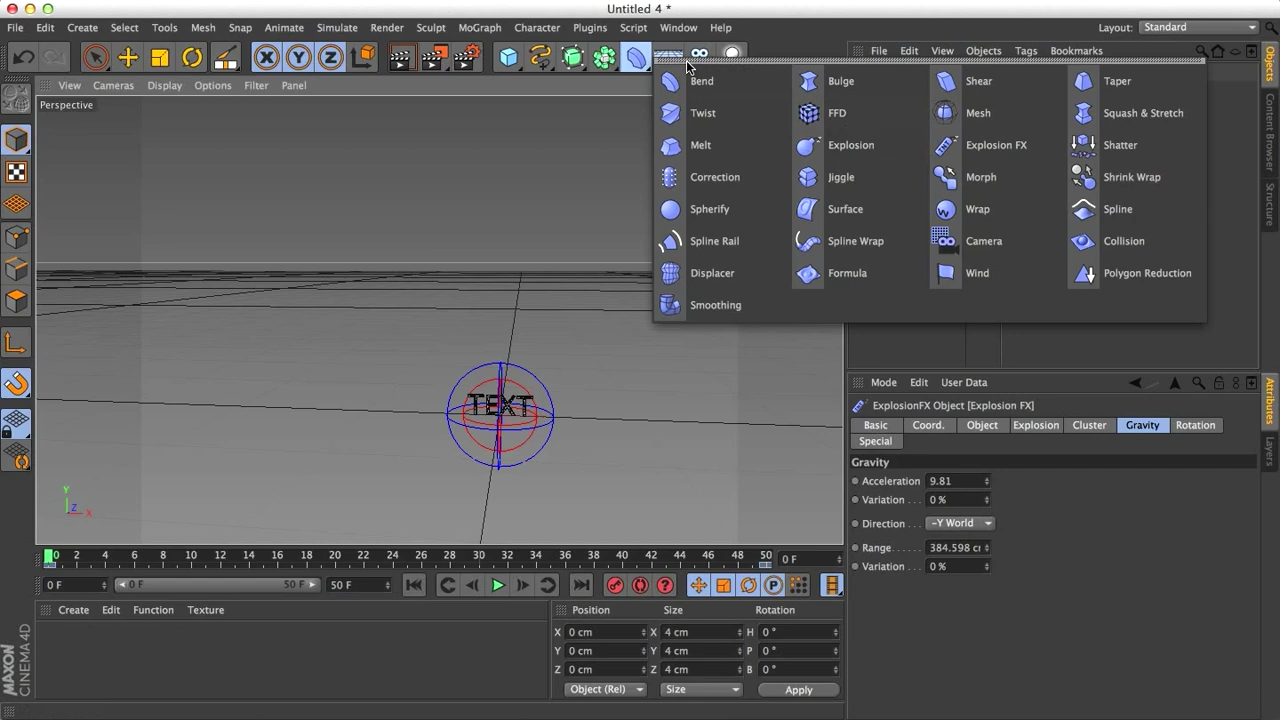 Untitled 4 *
File Edit Create Select Tools Mesh Snap Animate Simulate Render Sculpt MoGraph Character Plugins Script Window Help Layout: Standard
X Y Z File Edit View Objects Tags Bookmarks
View Cameras Display Options Filter Panel
Perspective
Bend Bulge Shear Taper
Twist FFD Mesh Squash & Stretch
Melt Explosion Explosion FX Shatter
Correction Jiggle Morph Shrink Wrap
Spherify Surface Wrap Spline
Spline Rail Spline Wrap Camera Collision
Displacer Formula Wind Polygon Reduction
Smoothing
Objects
Content Browser
Structure
TEXT
Y
Z
X
Mode Edit User Data
ExplosionFX Object [Explosion FX]
Basic Coord. Object Explosion Cluster Gravity Rotation
Special
Gravity
Acceleration 9.81
Variation . . . 0 %
Direction . . . -Y World
Range . . . . . 384.598 cr
Variation . . . 0 %
Attributes
Layers
0 2 4 6 8 10 12 14 16 18 20 22 24 26 28 30 32 34 36 38 40 42 44 46 48 50 0 F
0 F 0 F 50 F 50 F P
Create Edit Function Texture
Position Size Rotation
X 0 cm X 4 cm H 0 °
Y 0 cm Y 4 cm P 0 °
Z 0 cm Z 4 cm B 0 °
Object (Rel) Size Apply
MAXON
CINEMA 4D